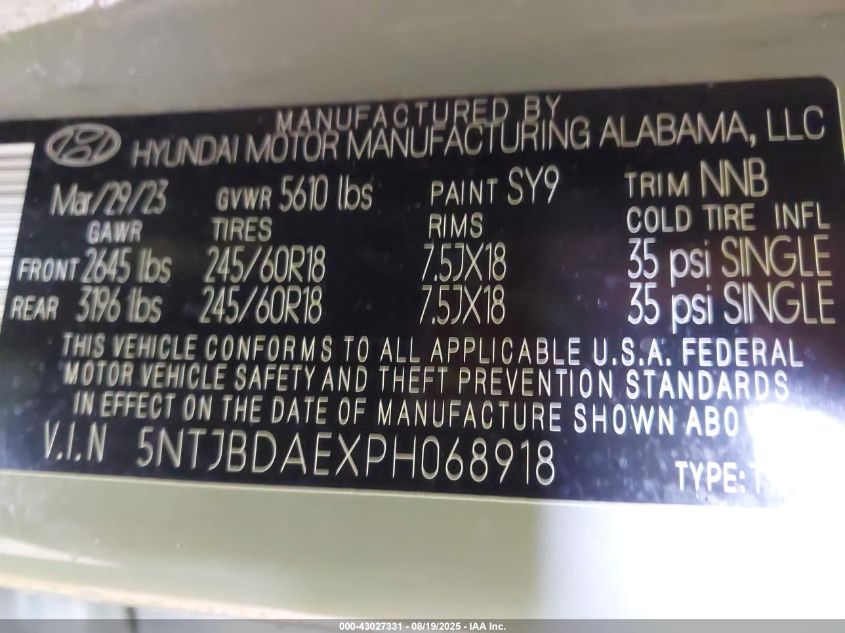 MANUFACTURED BY
HYUNDAI MOTOR MANUFACTURING ALABAMA, LLC
Mar/29/23 GVWR 5610 lbs PAINT SY9 TRIM NNB
GAWR TIRES RIMS COLD TIRE INFL
FRONT 2645 lbs 245/60R18 7.5JX18 35 psi SINGLE
REAR 3196 lbs 245/60R18 7.5JX18 35 psi SINGLE
THIS VEHICLE CONFORMS TO ALL APPLICABLE U.S.A. FEDERAL
MOTOR VEHICLE SAFETY AND THEFT PREVENTION STANDARDS
IN EFFECT ON THE DATE OF MANUFACTURE SHOWN ABOV
V.I.N 5NTJBDAEXPH068918
TYPE:
000-43027331 - 08/19/2025 - IAA Inc.